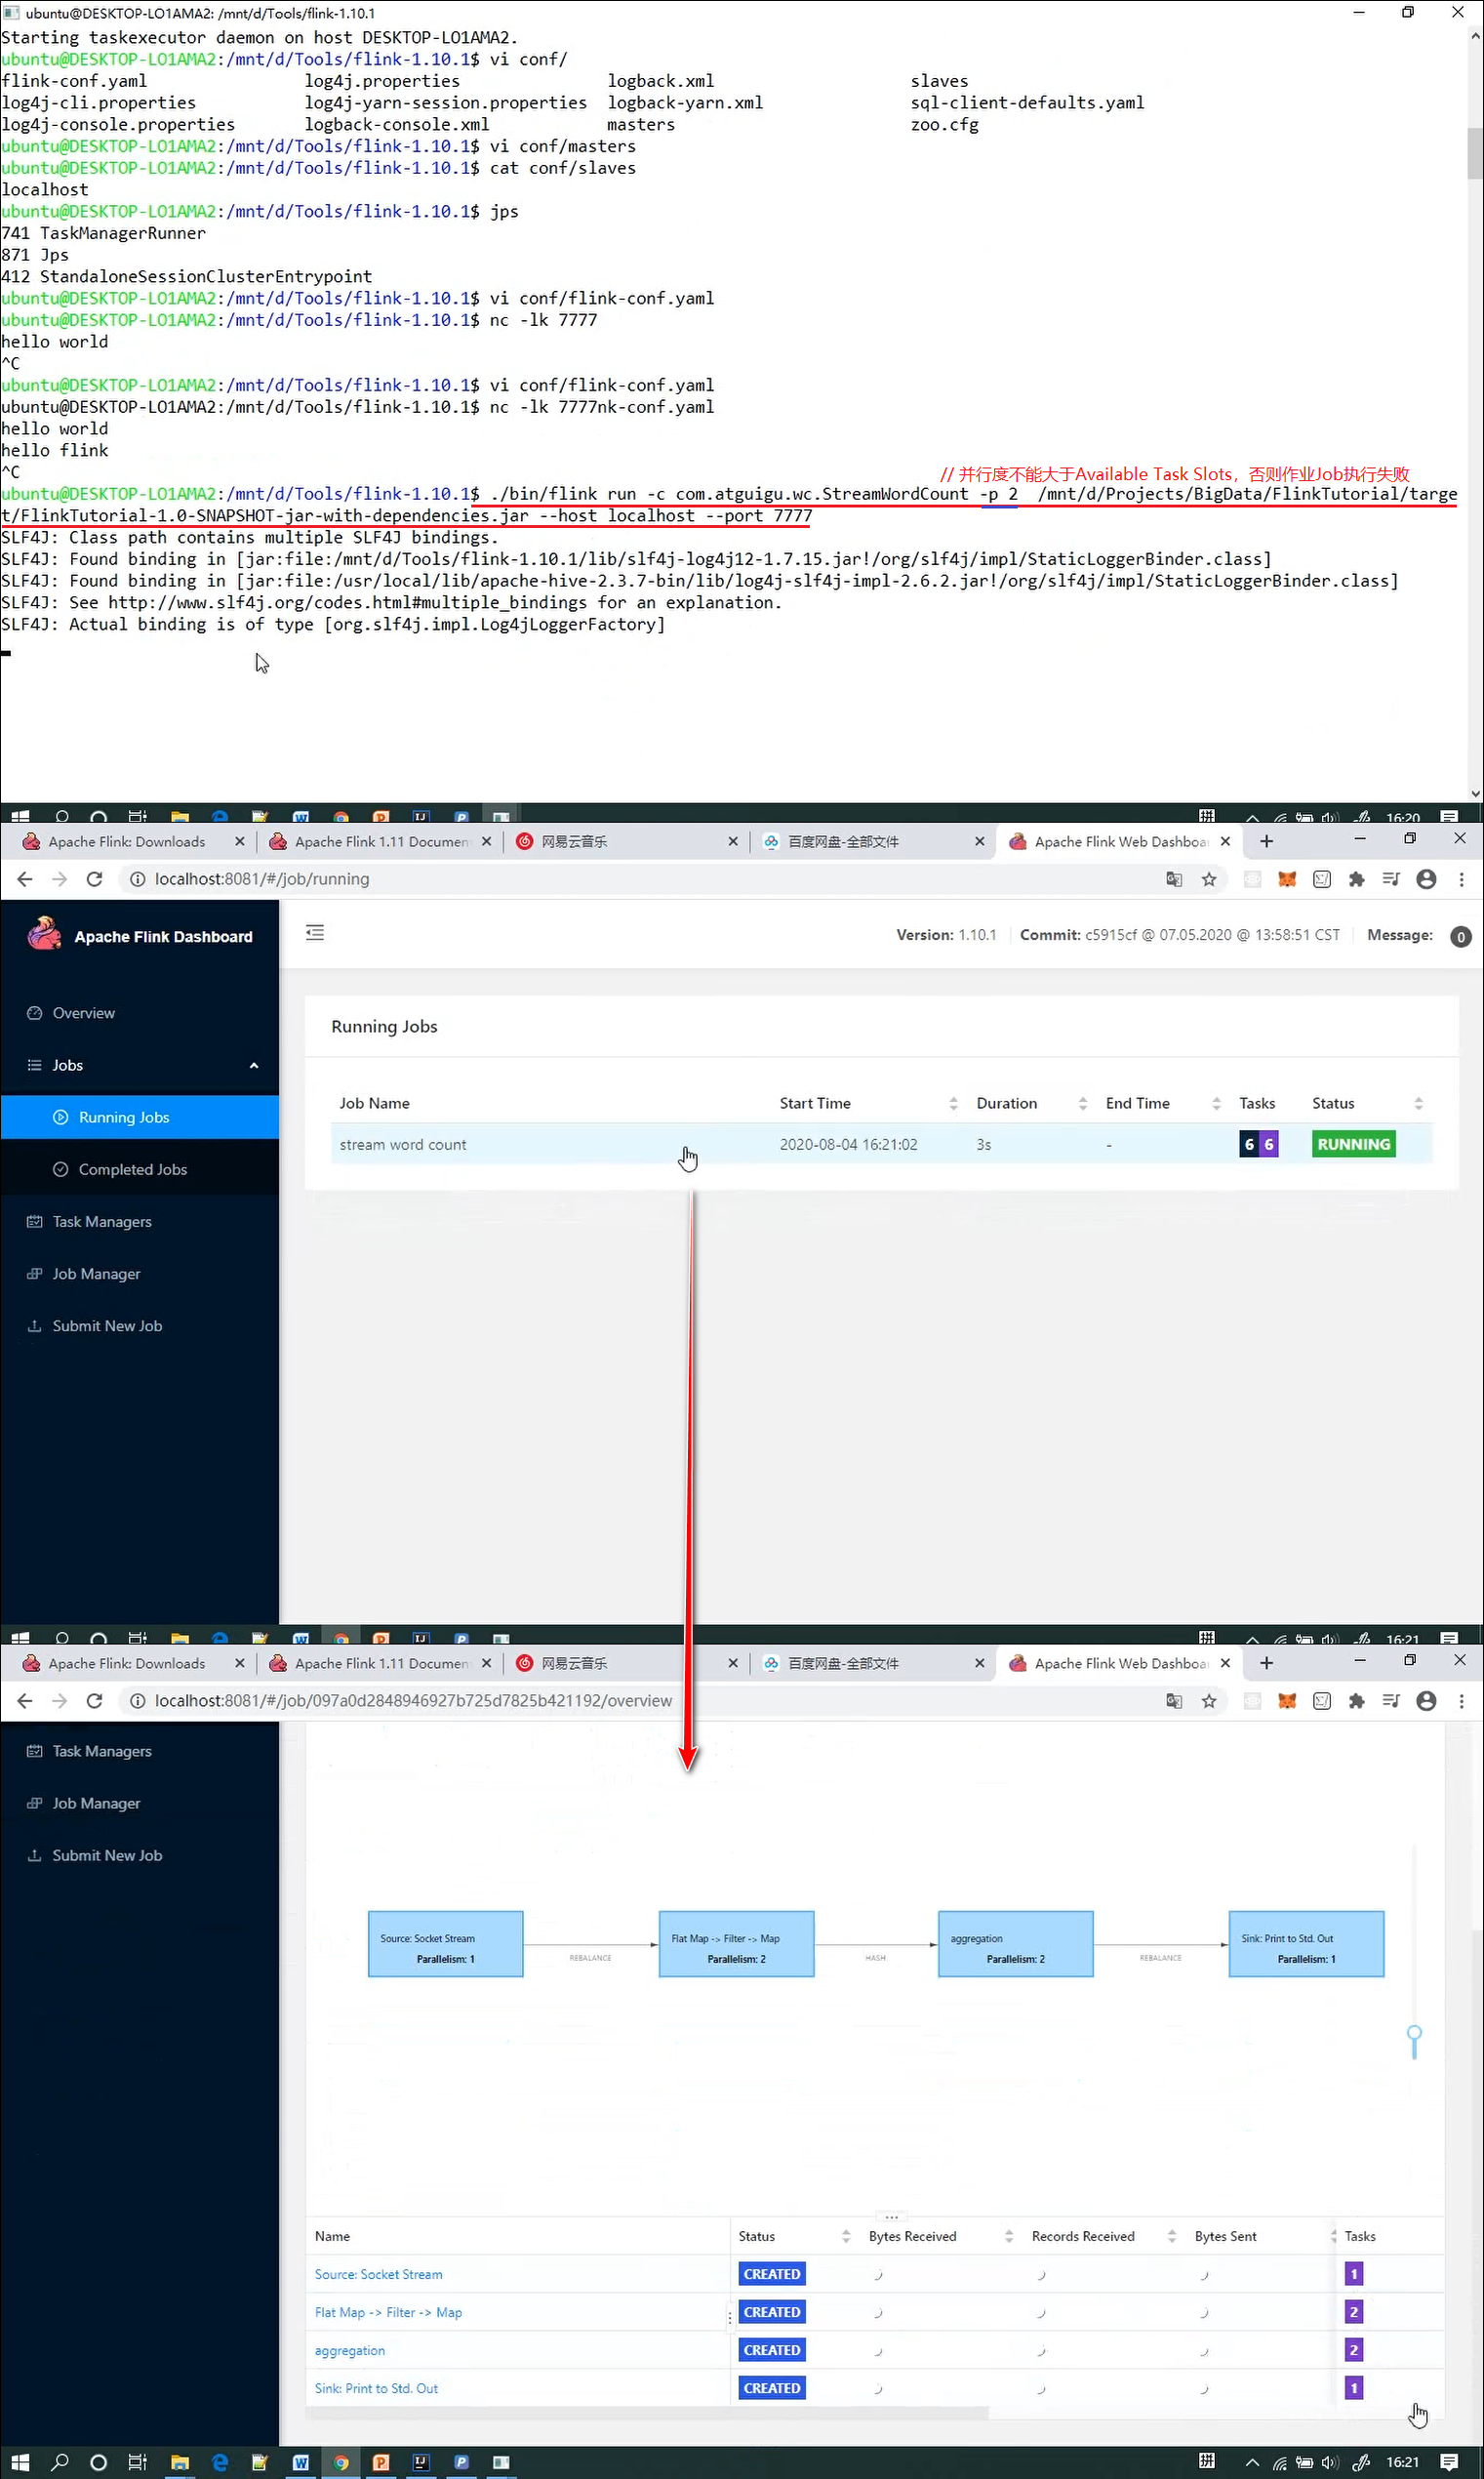 ubuntu@DESKTOP-LO1AMA2: /mnt/d/Tools/flink-1.10.1
Starting taskexecutor daemon on host DESKTOP-LO1AMA2.
ubuntu@DESKTOP-LO1AMA2:/mnt/d/Tools/flink-1.10.1$ vi conf/
flink-conf.yaml log4j.properties logback.xml slaves
log4j-cli.properties log4j-yarn-session.properties logback-yarn.xml sql-client-defaults.yaml
log4j-console.properties logback-console.xml masters zoo.cfg
ubuntu@DESKTOP-LO1AMA2:/mnt/d/Tools/flink-1.10.1$ vi conf/masters
ubuntu@DESKTOP-LO1AMA2:/mnt/d/Tools/flink-1.10.1$ cat conf/slaves
localhost
ubuntu@DESKTOP-LO1AMA2:/mnt/d/Tools/flink-1.10.1$ jps
741 TaskManagerRunner
871 Jps
412 StandaloneSessionClusterEntrypoint
ubuntu@DESKTOP-LO1AMA2:/mnt/d/Tools/flink-1.10.1$ vi conf/flink-conf.yaml
ubuntu@DESKTOP-LO1AMA2:/mnt/d/Tools/flink-1.10.1$ nc -lk 7777
hello world
^C
ubuntu@DESKTOP-LO1AMA2:/mnt/d/Tools/flink-1.10.1$ vi conf/flink-conf.yaml
ubuntu@DESKTOP-LO1AMA2:/mnt/d/Tools/flink-1.10.1$ nc -lk 7777nk-conf.yaml
hello world
hello flink
^C
// 并行度不能大于Available Task Slots，否则作业Job执行失败
ubuntu@DESKTOP-LO1AMA2:/mnt/d/Tools/flink-1.10.1$ ./bin/flink run -c com.atguigu.wc.StreamWordCount -p 2  /mnt/d/Projects/BigData/FlinkTutorial/targe
t/FlinkTutorial-1.0-SNAPSHOT-jar-with-dependencies.jar --host localhost --port 7777
SLF4J: Class path contains multiple SLF4J bindings.
SLF4J: Found binding in [jar:file:/mnt/d/Tools/flink-1.10.1/lib/slf4j-log4j12-1.7.15.jar!/org/slf4j/impl/StaticLoggerBinder.class]
SLF4J: Found binding in [jar:file:/usr/local/lib/apache-hive-2.3.7-bin/lib/log4j-slf4j-impl-2.6.2.jar!/org/slf4j/impl/StaticLoggerBinder.class]
SLF4J: See http://www.slf4j.org/codes.html#multiple_bindings for an explanation.
SLF4J: Actual binding is of type [org.slf4j.impl.Log4jLoggerFactory]
16:20
Apache Flink: Downloads Apache Flink 1.11 Documen 网易云音乐 百度网盘-全部文件 Apache Flink Web Dashboa
localhost:8081/#/job/running
Apache Flink Dashboard
Version: 1.10.1 Commit: c5915cf @ 07.05.2020 @ 13:58:51 CST Message: 0
Overview
Jobs
Running Jobs
Completed Jobs
Task Managers
Job Manager
Submit New Job
Running Jobs
Job Name Start Time Duration End Time Tasks Status
stream word count 2020-08-04 16:21:02 3s - 6 6 RUNNING
16:21
Apache Flink: Downloads Apache Flink 1.11 Documen 网易云音乐 百度网盘-全部文件 Apache Flink Web Dashboa
localhost:8081/#/job/097a0d2848946927b725d7825b421192/overview
Task Managers
Job Manager
Submit New Job
Source: Socket Stream
Parallelism: 1
REBALANCE
Flat Map -> Filter -> Map
Parallelism: 2
HASH
aggregation
Parallelism: 2
REBALANCE
Sink: Print to Std. Out
Parallelism: 1
Name Status Bytes Received Records Received Bytes Sent Tasks
Source: Socket Stream CREATED 1
Flat Map -> Filter -> Map CREATED 2
aggregation CREATED 2
Sink: Print to Std. Out CREATED 1
16:21